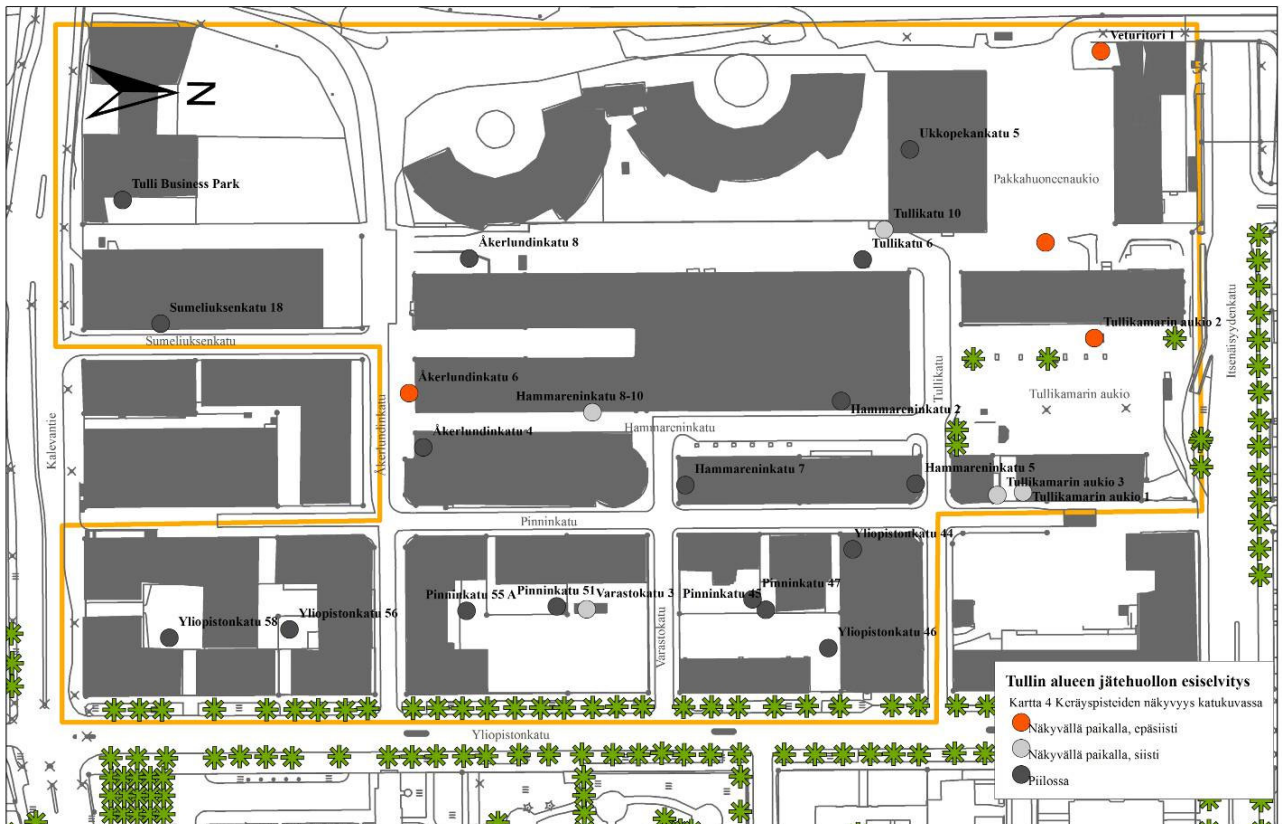 Veturitori 1
N
Ukkopekankatu 5
Pakkahuoneenaukio
Tulli Business Park
Tullikatu 10
Åkerlundinkatu 8
Tullikatu 6
Sumeliuksenkatu 18
Tullikamarin aukio 2
Sumeliuksenkatu
Itsenäisyydenkatu
Tullikatu
Åkerlundinkatu 6
Hammareninkatu 8-10
Tullikamarin aukio
Hammareninkatu 2
Kalevantie
Åkerlundinkatu
Hammareninkatu
Åkerlundinkatu 4
Hammareninkatu 7
Hammareninkatu 5
Tullikamarin aukio 3
Tullikamarin aukio 1
Pinninkatu
Yliopistonkatu 44
Pinninkatu 47
Pinninkatu 55 A
Pinninkatu 51
Varastokatu 3
Pinninkatu 45
Yliopistonkatu 56
Yliopistonkatu 58
Varastokatu
Yliopistonkatu 46
Yliopistonkatu
Tullin alueen jätehuollon esiselvitys
Kartta 4 Keräyspisteiden näkyvyys katukuvassa
Näkyvällä paikalla, epäsiisti
Näkyvällä paikalla, siisti
Piilossa